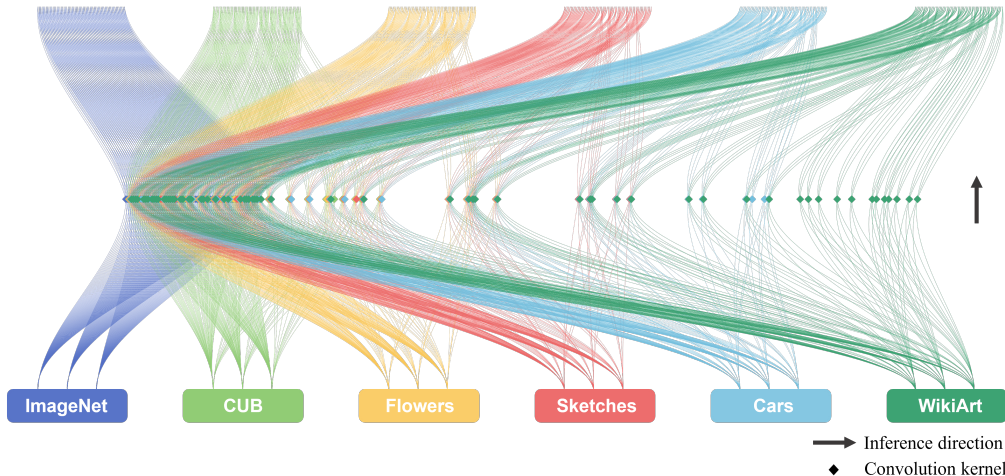 ImageNet
CUB
Flowers
Sketches
Cars
WikiArt
Inference direction
Convolution kernel